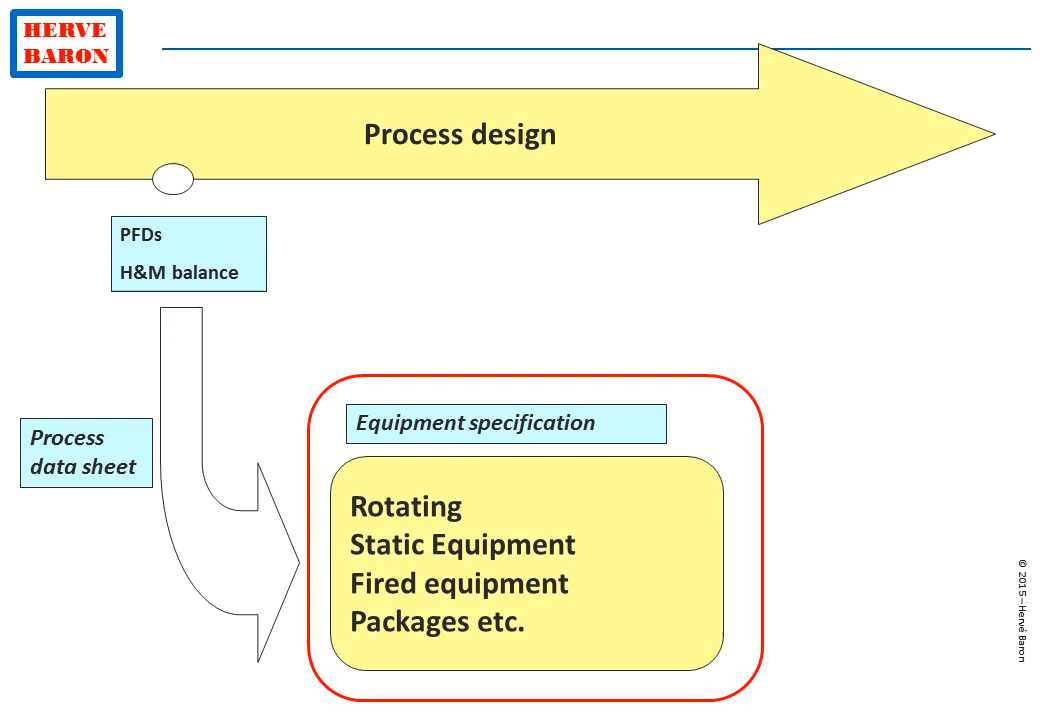 HERVE
BARON
Process design
PFDs
H&M balance
Process
data sheet
Equipment specification
Rotating
Static Equipment
Fired equipment
Packages etc.
© 2015 – Hervé Baron